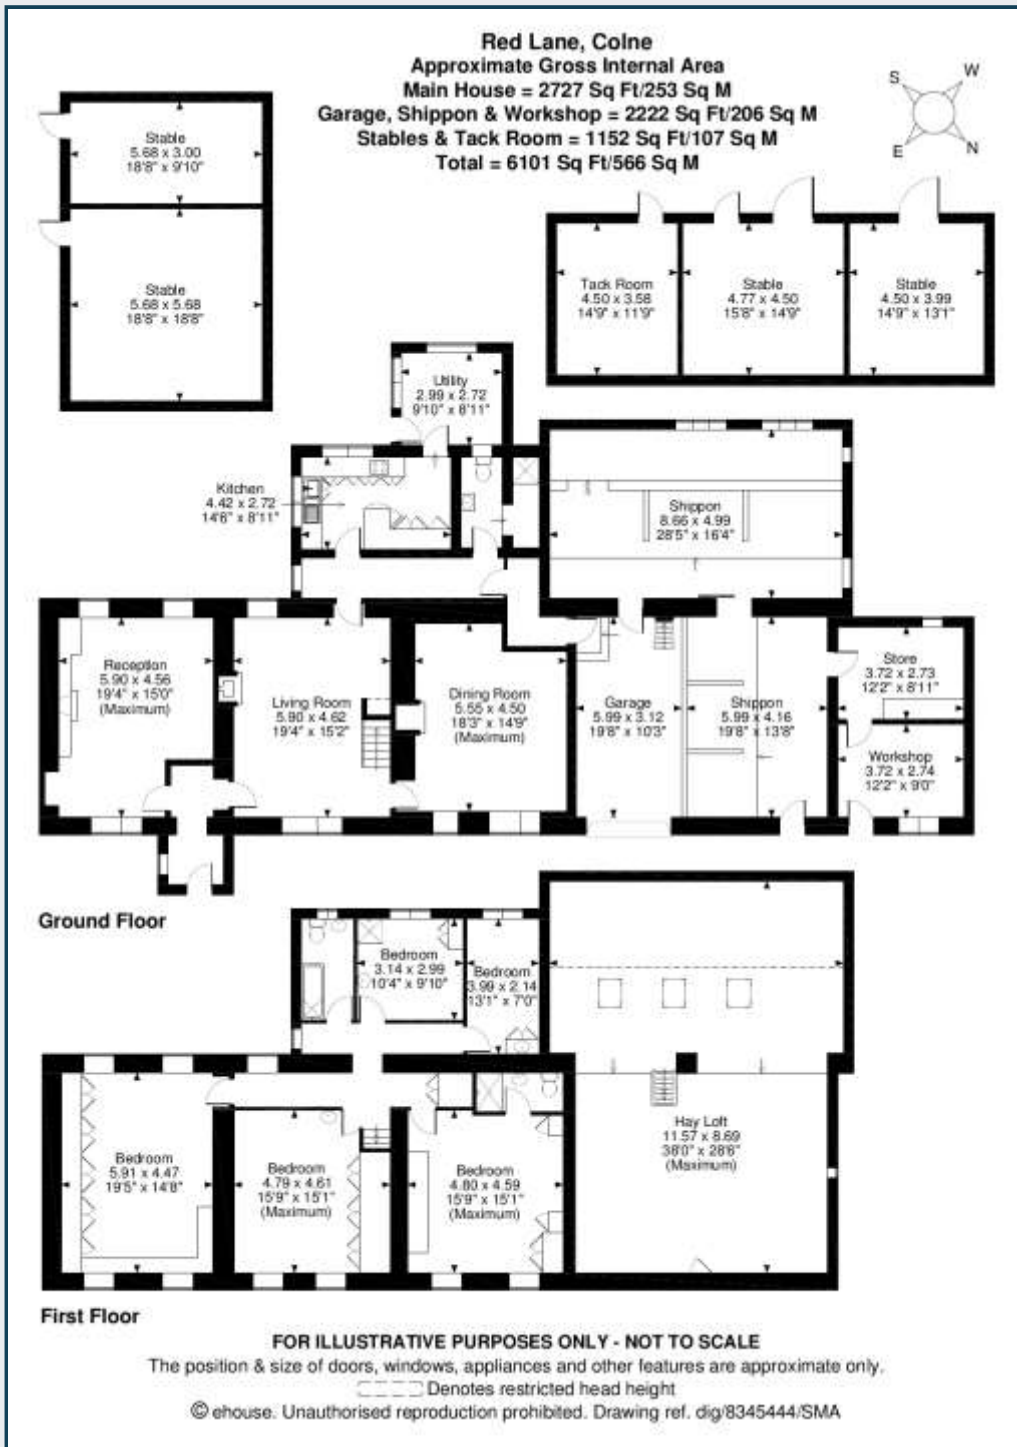 Red Lane, Colne
Approximate Gross Internal Area
Main House = 2727 Sq Ft/253 Sq M
Garage, Shippon & Workshop = 2222 Sq Ft/206 Sq M
Stables & Tack Room = 1152 Sq Ft/107 Sq M
Total = 6101 Sq Ft/566 Sq M
S
W
E
N
Stable
5.68 x 3.00
18'8" x 9'10"
Stable
5.68 x 5.68
18'8" x 18'8"
Tack Room
4.50 x 3.58
14'9" x 11'9"
Stable
4.77 x 4.50
15'8" x 14'9"
Stable
4.50 x 3.99
14'9" x 13'1"
Utility
2.99 x 2.72
9'10" x 8'11"
Kitchen
4.42 x 2.72
14'6" x 8'11"
Shippon
8.66 x 4.99
28'5" x 16'4"
Reception
5.90 x 4.56
19'4" x 15'0"
(Maximum)
Living Room
5.90 x 4.62
19'4" x 15'2"
Dining Room
5.55 x 4.50
18'3" x 14'9"
(Maximum)
Garage
5.99 x 3.12
19'8" x 10'3"
Shippon
5.99 x 4.16
19'8" x 13'8"
Store
3.72 x 2.73
12'2" x 8'11"
Workshop
3.72 x 2.74
12'2" x 9'0"
Ground Floor
Bedroom
3.14 x 2.99
10'4" x 9'10"
Bedroom
3.99 x 2.14
13'1" x 7'0"
Bedroom
5.91 x 4.47
19'5" x 14'8"
Bedroom
4.79 x 4.61
15'9" x 15'1"
(Maximum)
Bedroom
4.80 x 4.59
15'9" x 15'1"
(Maximum)
Hay Loft
11.57 x 8.69
38'0" x 28'6"
(Maximum)
First Floor
FOR ILLUSTRATIVE PURPOSES ONLY - NOT TO SCALE
The position & size of doors, windows, appliances and other features are approximate only.
Denotes restricted head height
© ehouse. Unauthorised reproduction prohibited. Drawing ref. dig/8345444/SMA